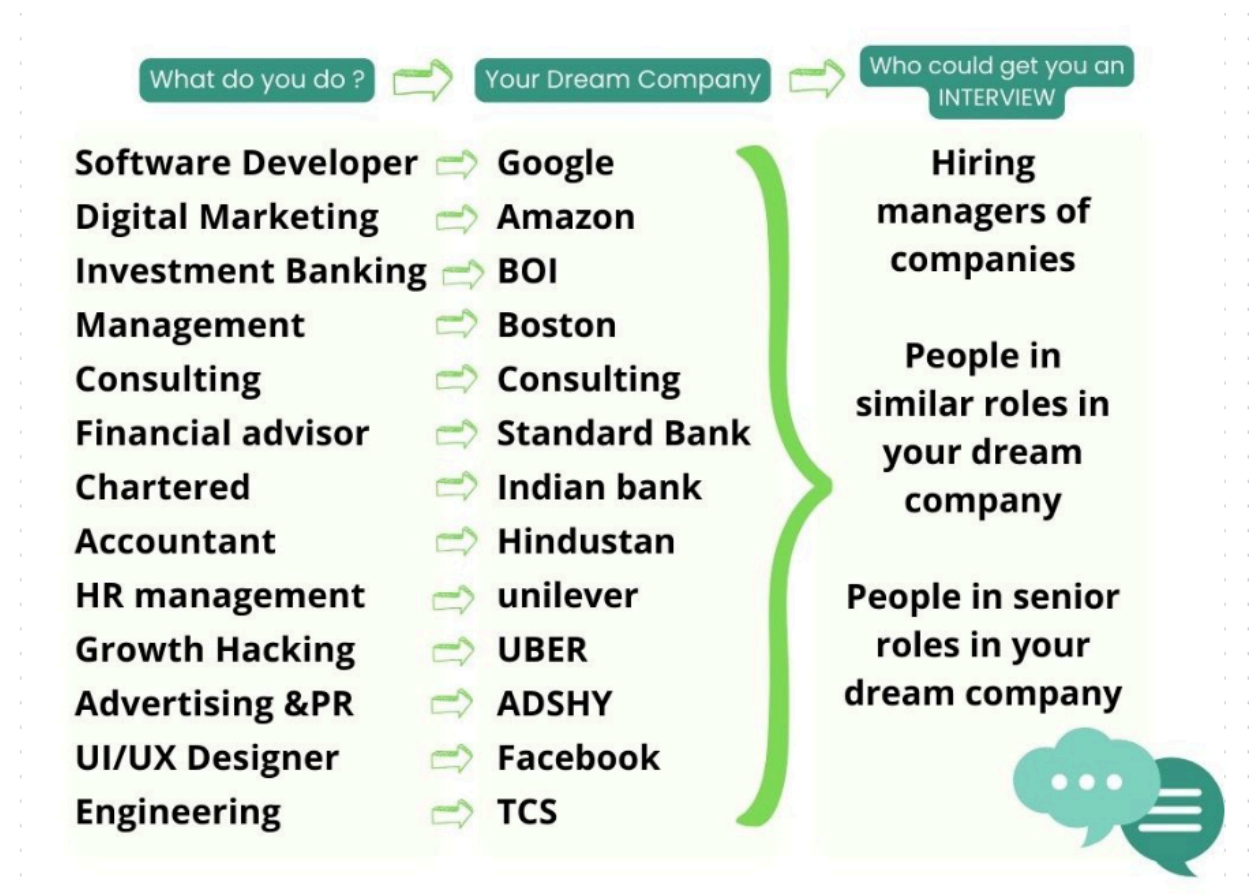 What do you do ?
Your Dream Company
Who could get you an
INTERVIEW
Software Developer
Digital Marketing
Investment Banking
Management
Consulting
Financial advisor
Chartered
Accountant
HR management
Growth Hacking
Advertising &PR
UI/UX Designer
Engineering
Google
Amazon
BOI
Boston
Consulting
Standard Bank
Indian bank
Hindustan
unilever
UBER
ADSHY
Facebook
TCS
Hiring
managers of
companies
People in
similar roles in
your dream
company
People in senior
roles in your
dream company